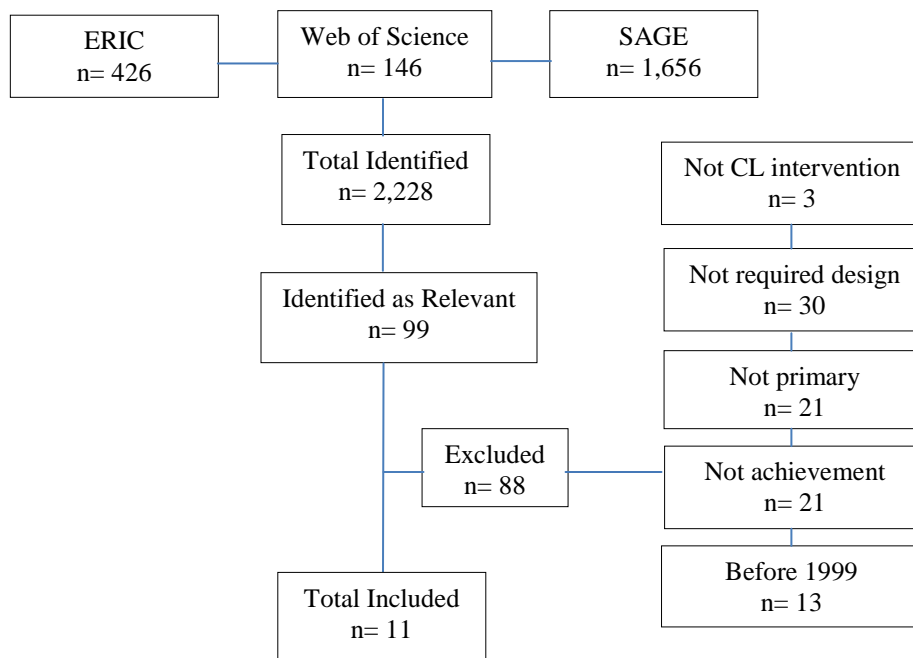 ERIC
n= 426
Web of Science
n= 146
SAGE
n= 1,656
Total Identified
n= 2,228
Identified as Relevant
n= 99
Excluded
n= 88
Total Included
n= 11
Not CL intervention
n= 3
Not required design
n= 30
Not primary
n= 21
Not achievement
n= 21
Before 1999
n= 13